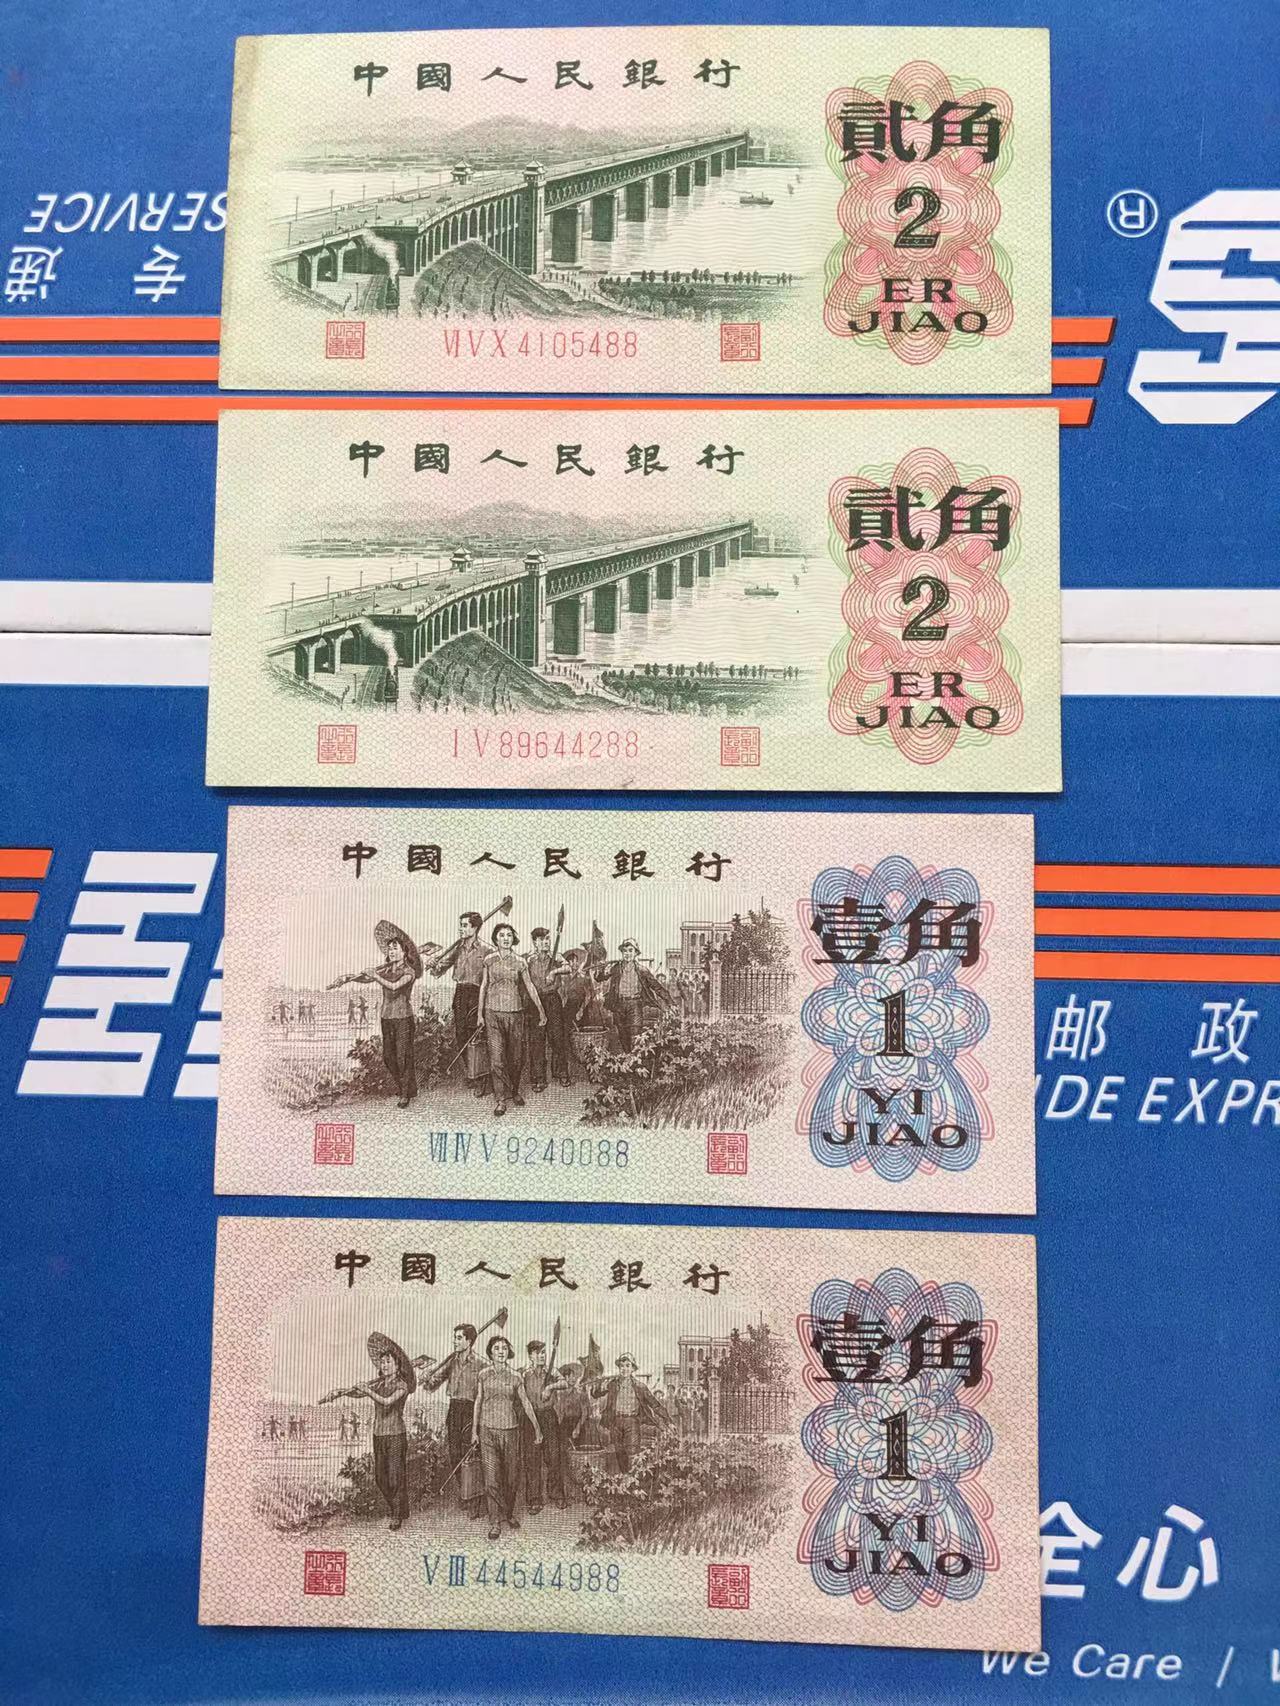 中國人民銀行
貳角
2
ER
JIAO
ⅥⅤⅩ4105488
SERVICE
专递
®
中國人民銀行
貳角
2
ER
JIAO
ⅠⅤ89644288
中國人民銀行
壹角
1
YI
JIAO
ⅦⅣⅤ9240088
邮政
IDE EXPR
中國人民銀行
壹角
1
YI
JIAO
ⅤⅢ44544988
全心
We Care /